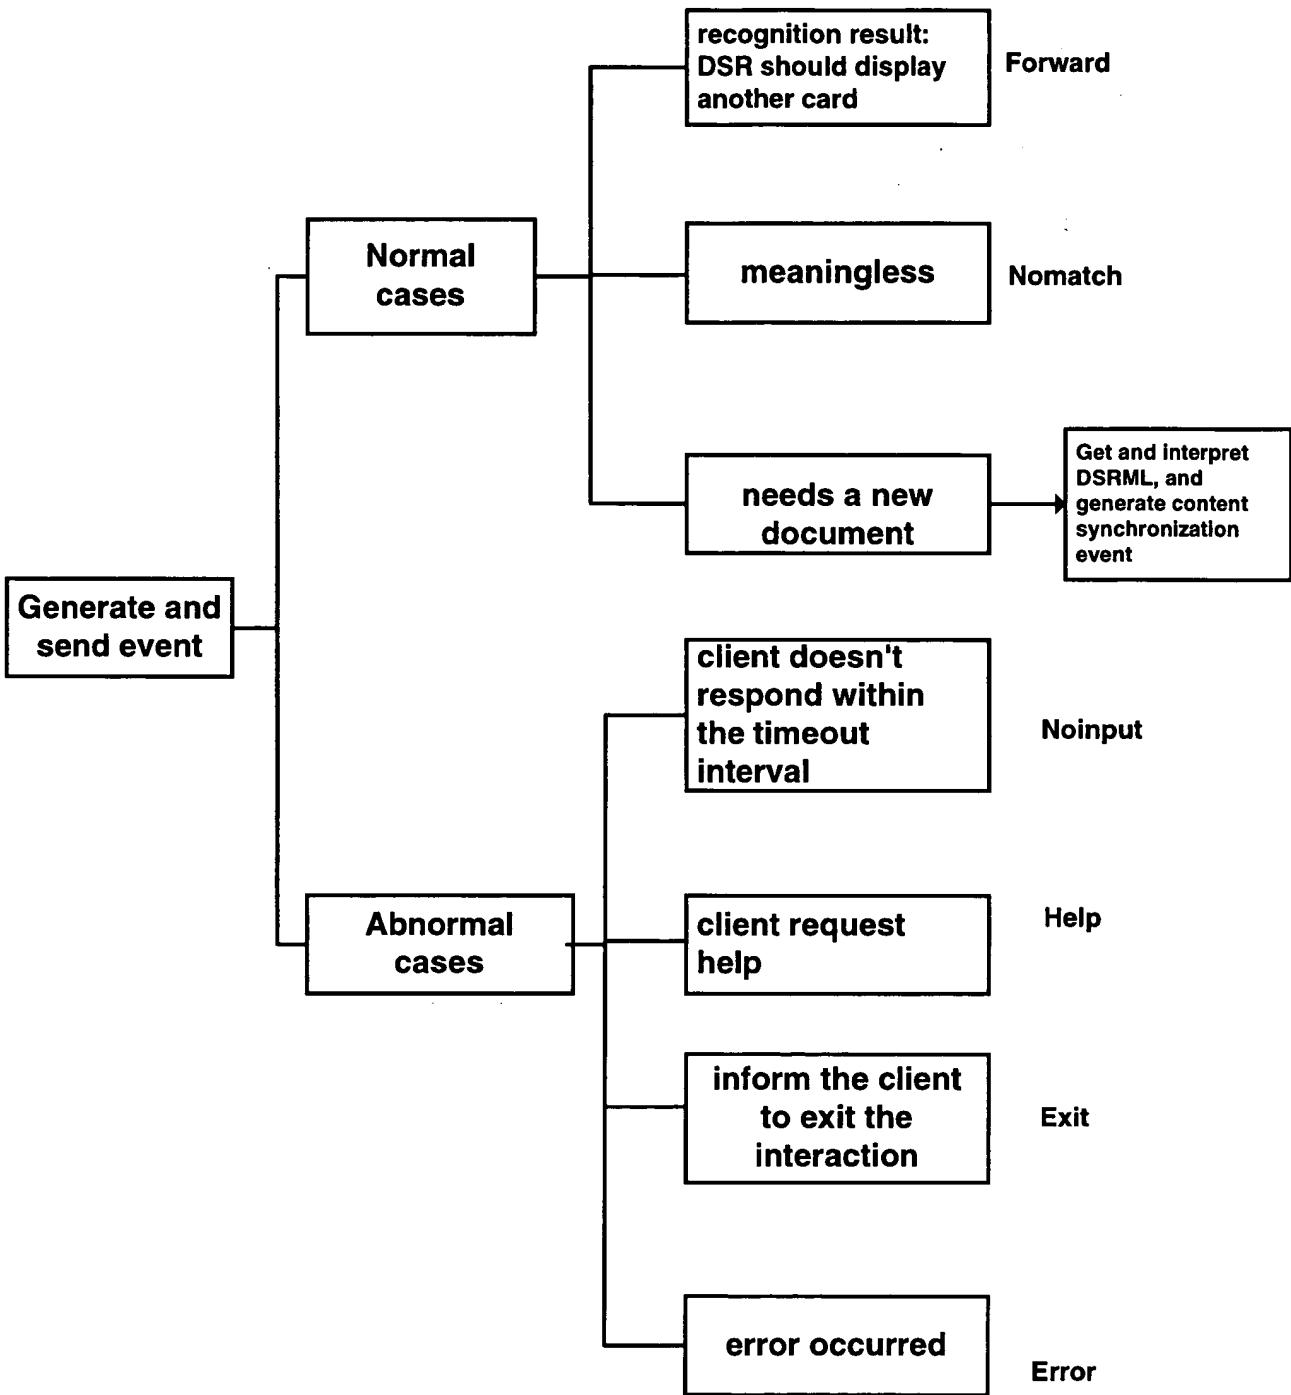 recognition result:
DSR should display
another card
Forward
Normal
cases
meaningless
Nomatch
needs a new
document
Get and interpret
DSRML, and
generate content
synchronization
event
Generate and
send event
client doesn't
respond within
the timeout
interval
Noinput
Abnormal
cases
client request
help
Help
inform the client
to exit the
interaction
Exit
error occurred
Error